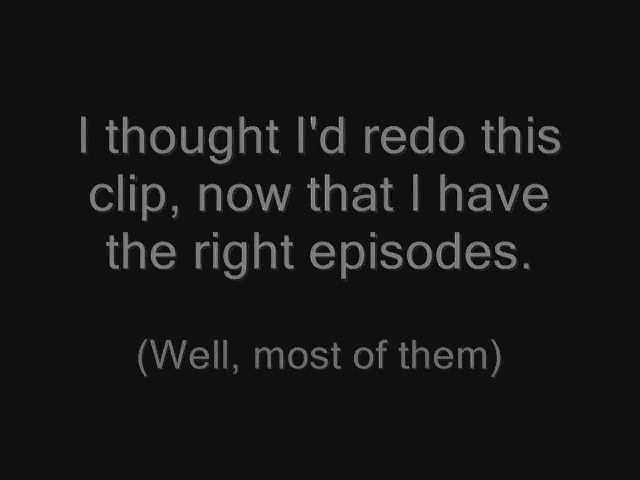 I thought I'd redo this
clip, now that I have
the right episodes.
(Well, most of them)